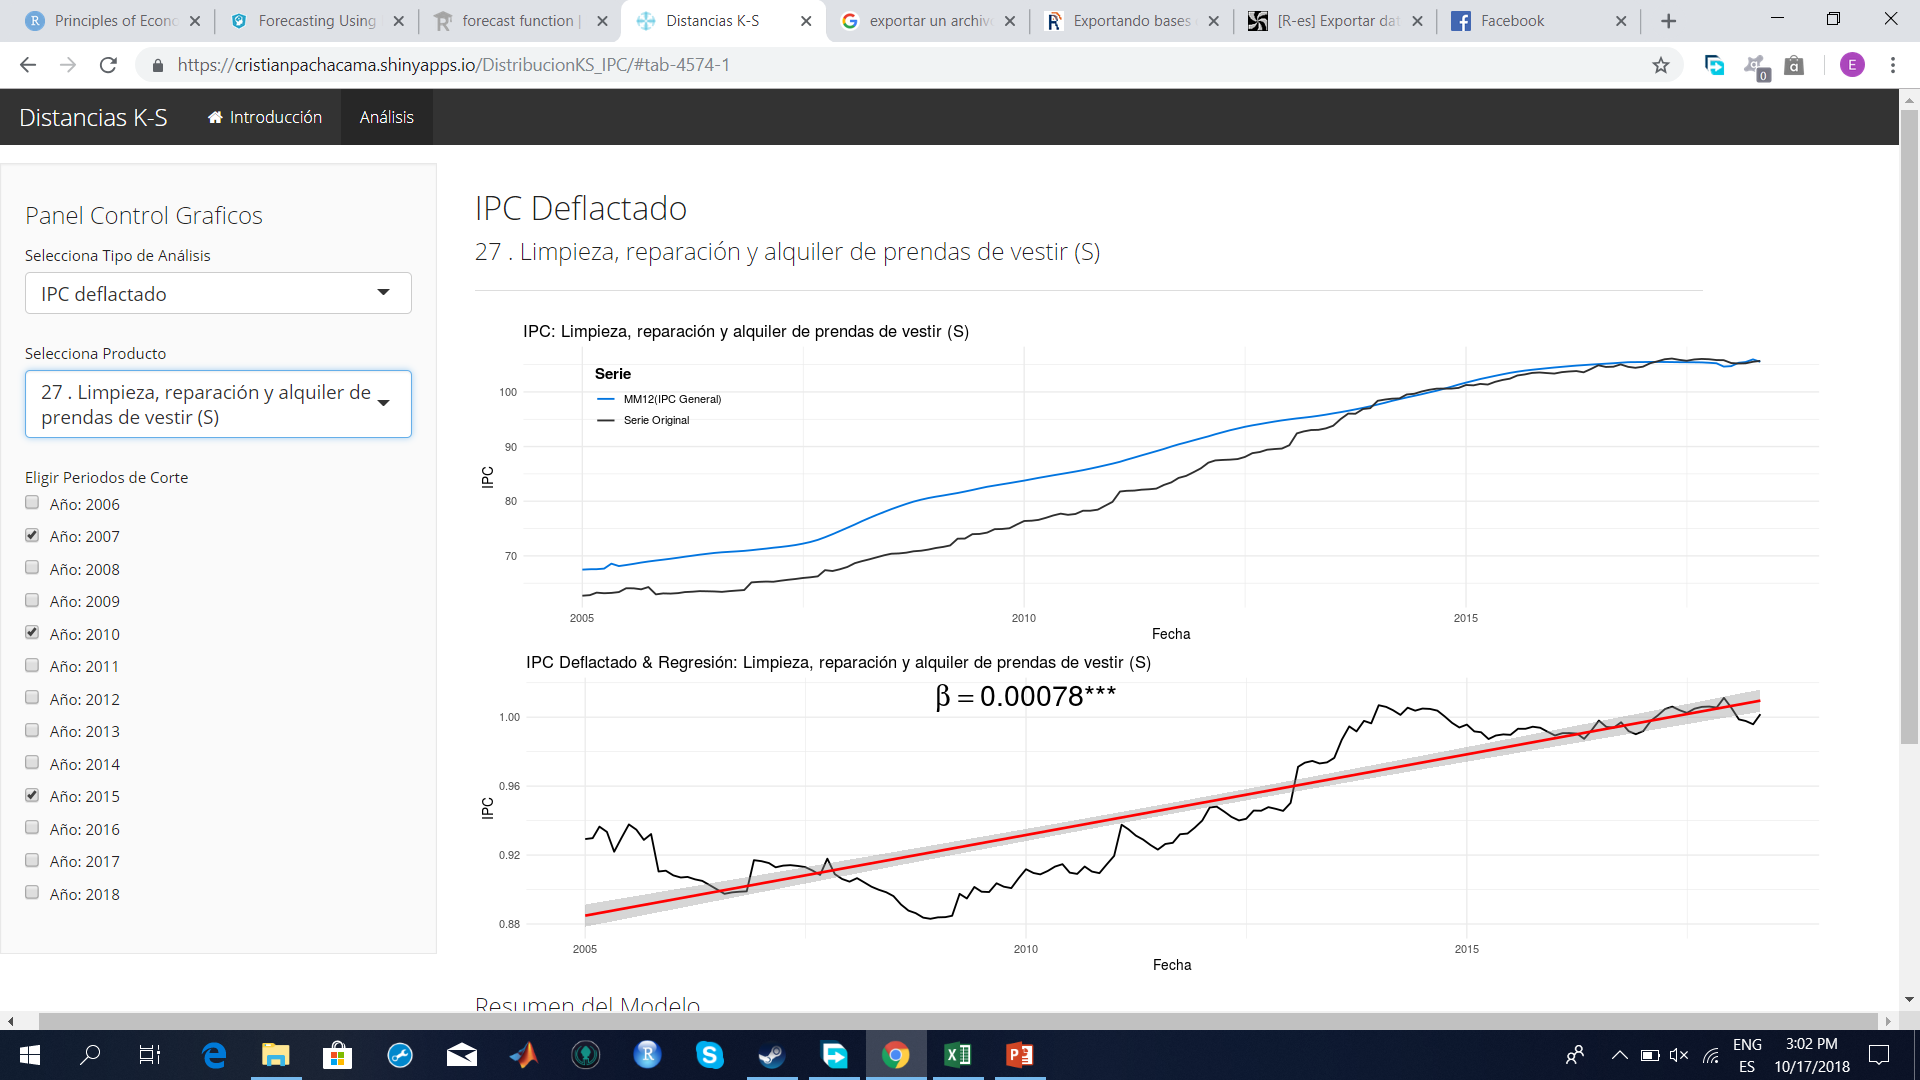 Principles of Econo
Forecasting Using
forecast function |
Distancias K-S
exportar un archiv
Exportando bases
[R-es] Exportar dat
Facebook
https://cristianpachacama.shinyapps.io/DistribucionKS_IPC/#tab-4574-1
0
E
Distancias K-S
Introducción
Análisis
Panel Control Graficos
Selecciona Tipo de Análisis
IPC deflactado
Selecciona Producto
27 . Limpieza, reparación y alquiler de
prendas de vestir (S)
Eligir Periodos de Corte
Año: 2006
Año: 2007
Año: 2008
Año: 2009
Año: 2010
Año: 2011
Año: 2012
Año: 2013
Año: 2014
Año: 2015
Año: 2016
Año: 2017
Año: 2018
IPC Deflactado
27 . Limpieza, reparación y alquiler de prendas de vestir (S)
IPC: Limpieza, reparación y alquiler de prendas de vestir (S)
Serie
MM12(IPC General)
Serie Original
100
90
80
70
IPC
2005
2010
2015
Fecha
IPC Deflactado & Regresión: Limpieza, reparación y alquiler de prendas de vestir (S)
β = 0.00078***
1.00
0.96
0.92
0.88
IPC
2005
2010
2015
Fecha
Resumen del Modelo
ENG
ES
3:02 PM
10/17/2018